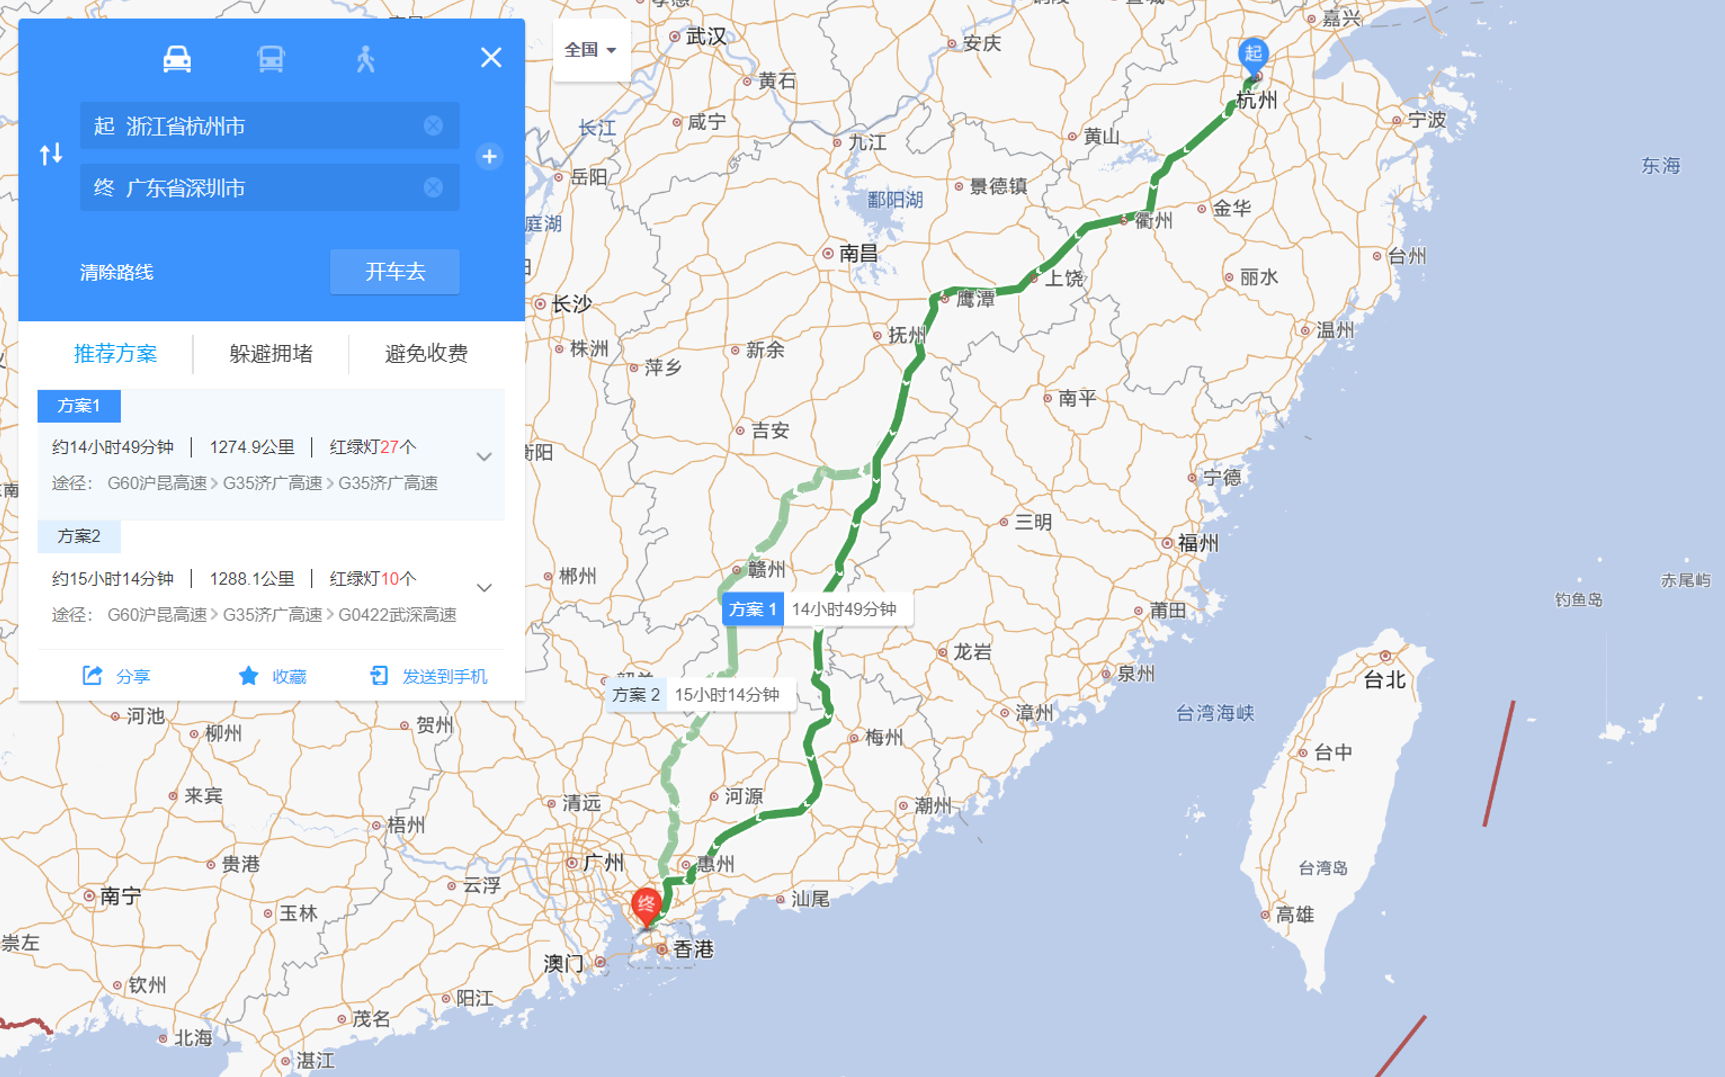 起 浙江省杭州市
终 广东省深圳市
清除路线
开车去
推荐方案
躲避拥堵
避免收费
方案1
约14小时49分钟 | 1274.9公里 | 红绿灯27个
途径： G60沪昆高速 > G35济广高速 > G35济广高速
方案2
约15小时14分钟 | 1288.1公里 | 红绿灯10个
途径： G60沪昆高速 > G35济广高速 > G0422武深高速
分享
收藏
发送到手机
全国
武汉
安庆
嘉兴
起
黄石
杭州
长江
咸宁
九江
黄山
宁波
东海
岳阳
景德镇
鄱阳湖
庭湖
金华
衢州
南昌
台州
上饶
丽水
长沙
鹰潭
温州
抚州
株洲
新余
萍乡
南平
吉安
衡阳
宁德
三明
福州
赣州
郴州
赤尾屿
钓鱼岛
方案 1 14小时49分钟
莆田
龙岩
泉州
台北
方案 2 15小时14分钟
漳州
台湾海峡
河池
柳州
贺州
梅州
台中
来宾
清远
河源
潮州
梧州
贵港
广州
惠州
台湾岛
云浮
南宁
汕尾
终
玉林
高雄
崇左
香港
澳门
钦州
阳江
茂名
北海
湛江